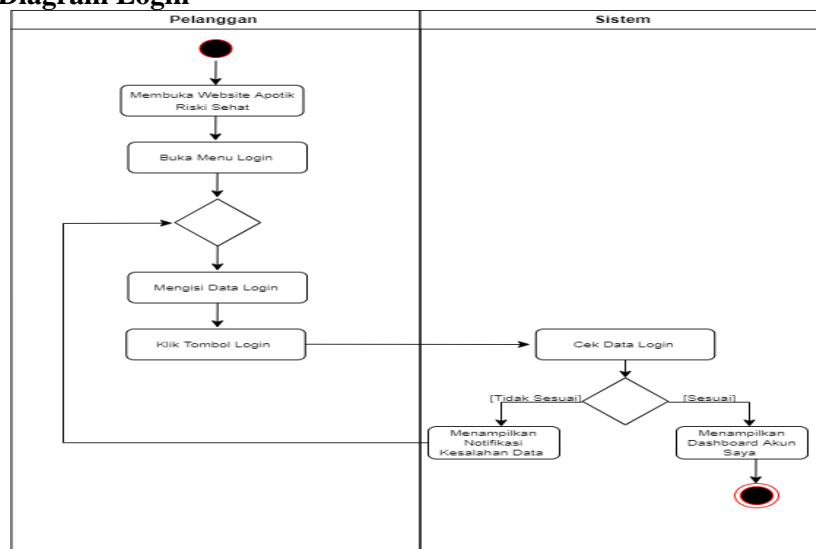 Diagram Login
Pelanggan
Sistem
Membuka Website Apotik
Riski Sehat
Buka Menu Login
Mengisi Data Login
Klik Tombol Login
Cek Data Login
[Tidak Sesuai]
[Sesuai]
Menampilkan
Notifikasi
Kesalahan Data
Menampilkan
Dashboard Akun
Saya